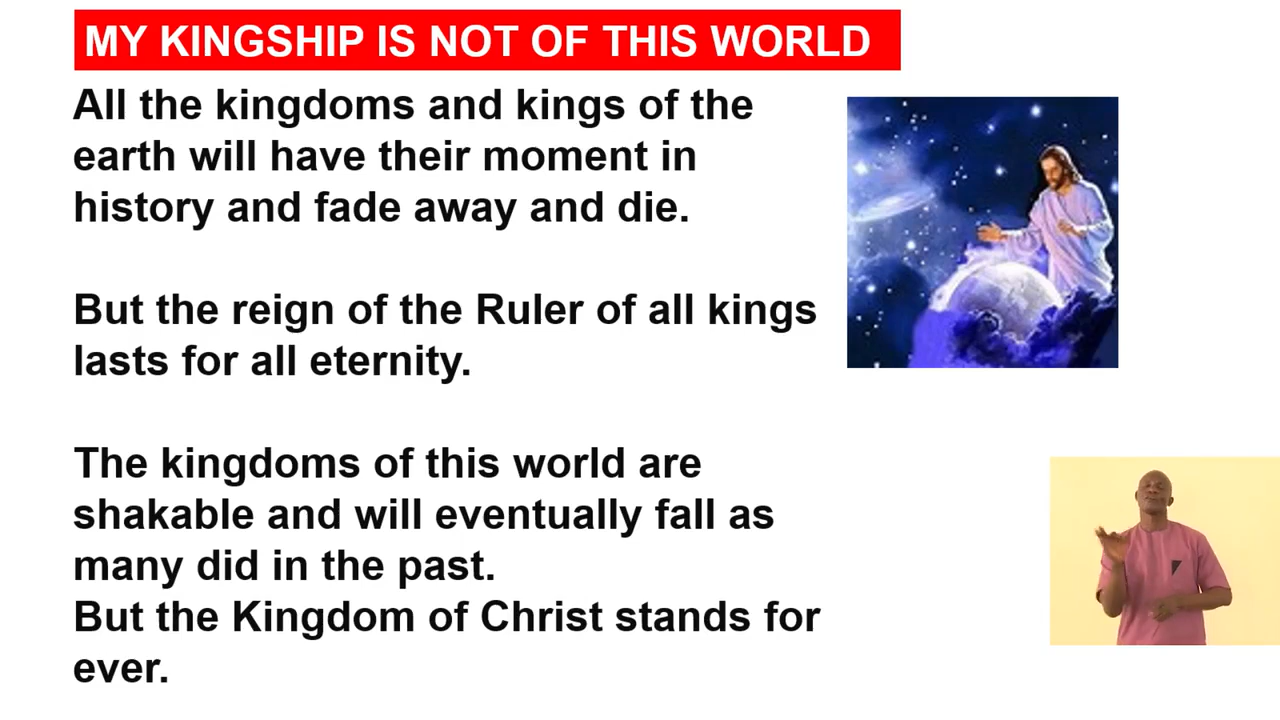 MY KINGSHIP IS NOT OF THIS WORLD
All the kingdoms and kings of the
earth will have their moment in
history and fade away and die.
But the reign of the Ruler of all kings
lasts for all eternity.
The kingdoms of this world are
shakable and will eventually fall as
many did in the past.
But the Kingdom of Christ stands for
ever.